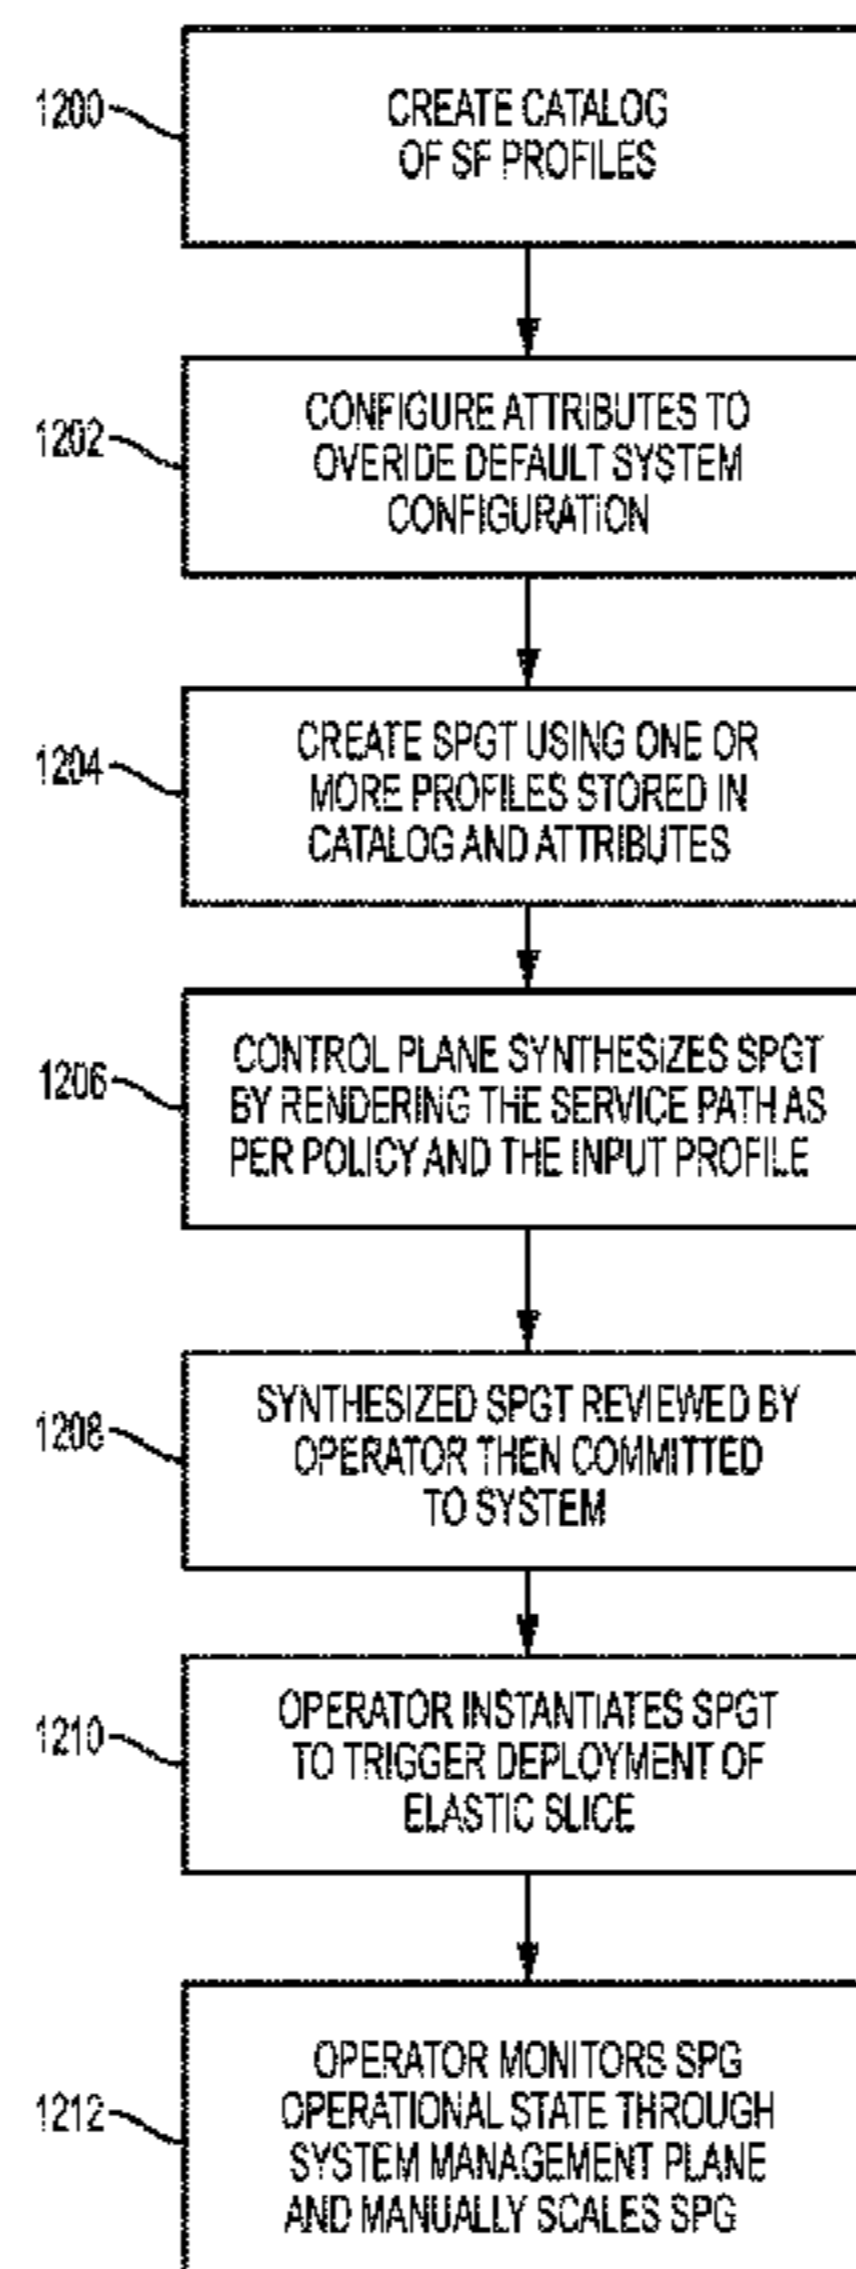 1200
CREATE CATALOG
OF SF PROFILES
1202
CONFIGURE ATTRIBUTES TO
OVERIDE DEFAULT SYSTEM
CONFIGURATION
1204
CREATE SPGT USING ONE OR
MORE PROFILES STORED IN
CATALOG AND ATTRIBUTES
1206
CONTROL PLANE SYNTHESIZES SPGT
BY RENDERING THE SERVICE PATH AS
PER POLICY AND THE INPUT PROFILE
1208
SYNTHESIZED SPGT REVIEWED BY
OPERATOR THEN COMMITTED
TO SYSTEM
1210
OPERATOR INSTANTIATES SPGT
TO TRIGGER DEPLOYMENT OF
ELASTIC SLICE
1212
OPERATOR MONITORS SPG
OPERATIONAL STATE THROUGH
SYSTEM MANAGEMENT PLANE
AND MANUALLY SCALES SPG